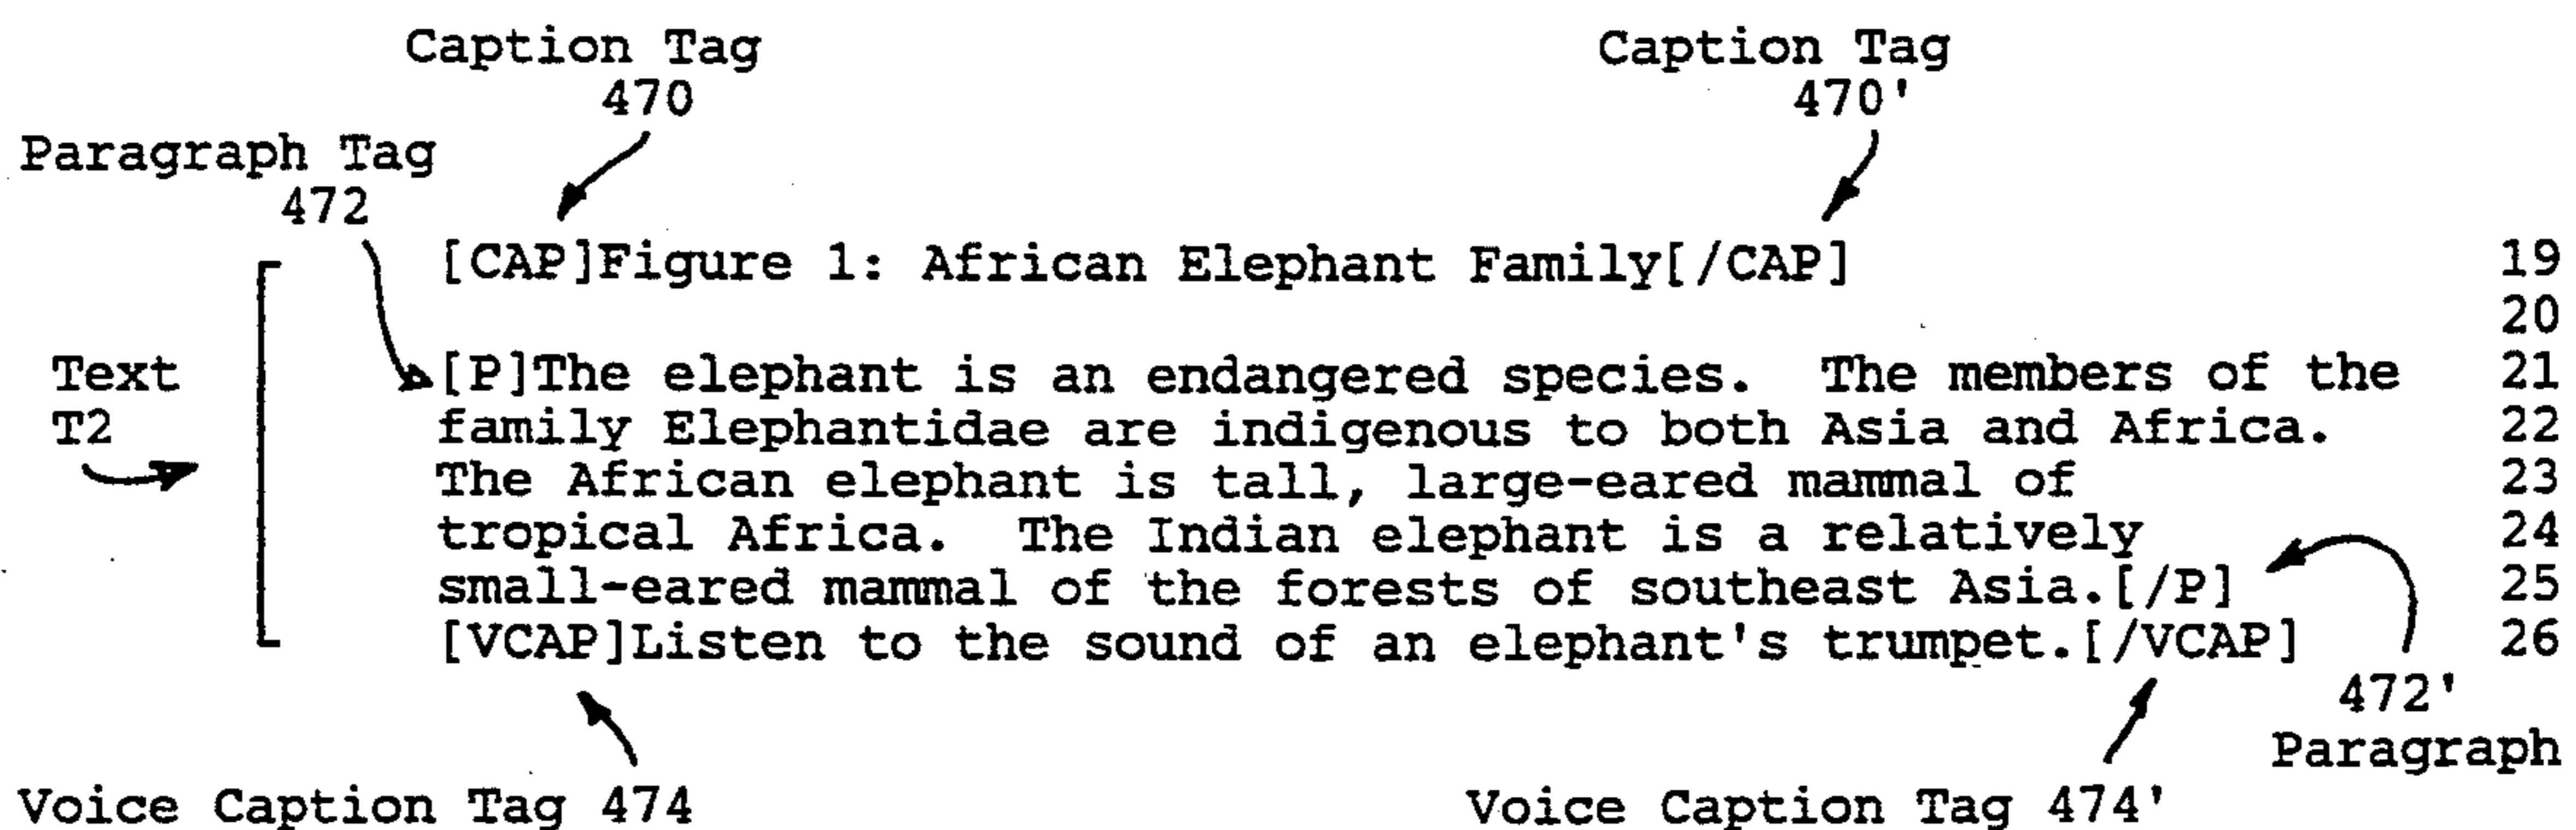 Caption Tag Caption Tag
470 470'
Paragraph Tag
472
[CAP]Figure 1: African Elephant Family[/CAP] 19
20
Text [P]The elephant is an endangered species. The members of the 21
T2 family Elephantidae are indigenous to both Asia and Africa. 22
The African elephant is tall, large-eared mammal of 23
tropical Africa. The Indian elephant is a relatively 24
small-eared mammal of the forests of southeast Asia.[/P] 25
[VCAP]Listen to the sound of an elephant's trumpet.[/VCAP] 26
472'
Paragraph
Voice Caption Tag 474 Voice Caption Tag 474'